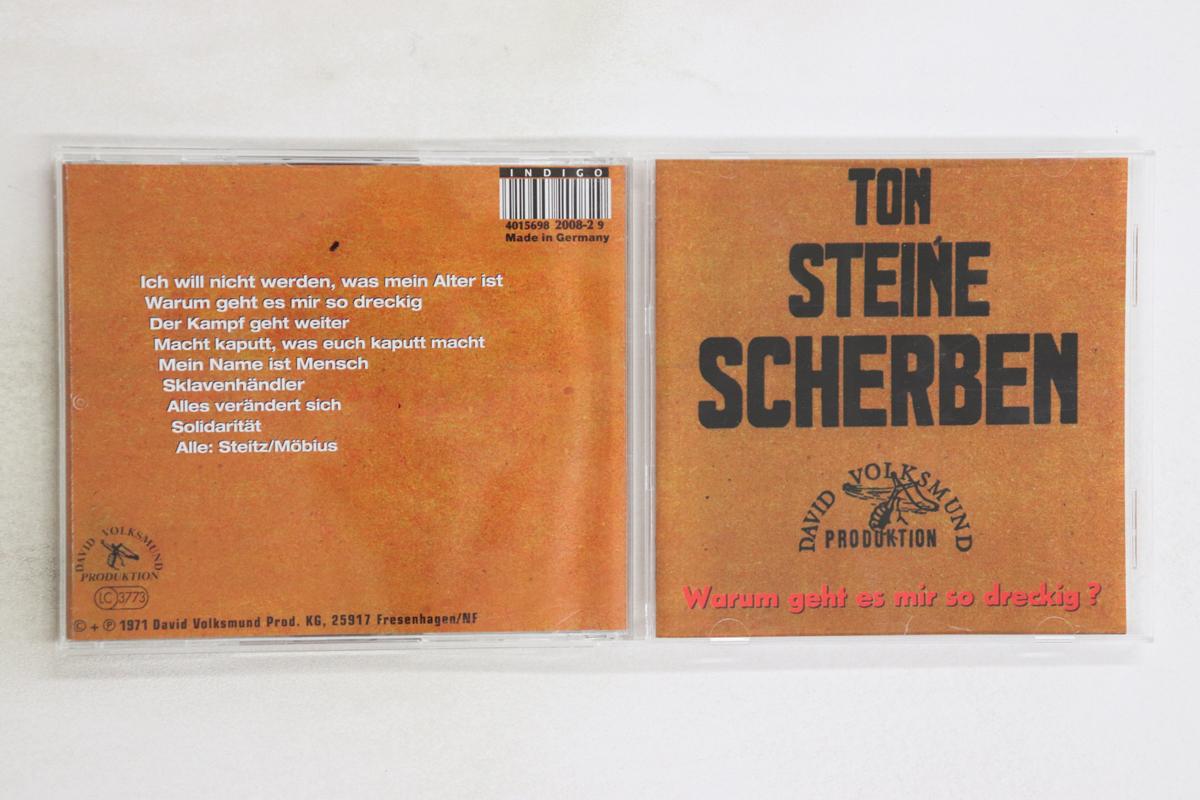 INDIGO
4015698 2008-2 9
Made in Germany
Ich will nicht werden, was mein Alter ist
Warum geht es mir so dreckig
Der Kampf geht weiter
Macht kaputt, was euch kaputt macht
Mein Name ist Mensch
Sklavenhändler
Alles verändert sich
Solidarität
Alle: Steitz/Möbius
DAVID VOLKSMUND
PRODUKTION
LC 3773
© + ℗ 1971 David Volksmund Prod. KG, 25917 Fresenhagen/NF
TON
STEINE
SCHERBEN
DAVID VOLKSMUND
PRODUKTION
Warum geht es mir so dreckig ?